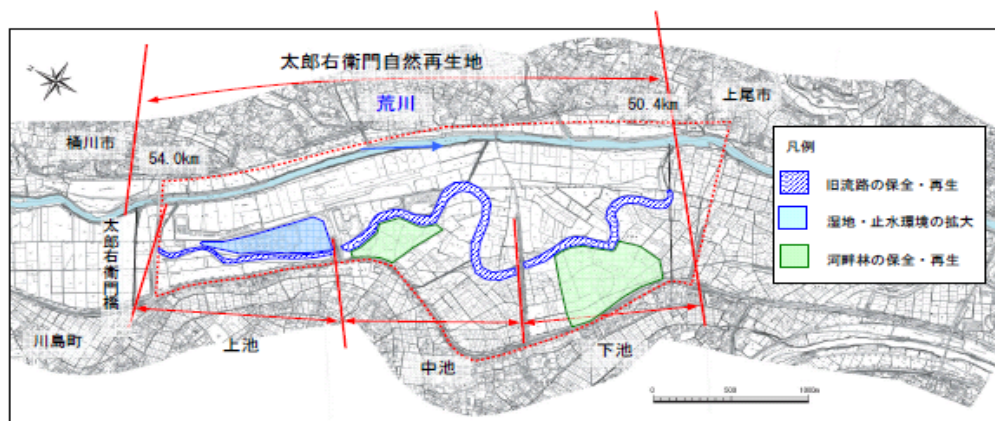 太郎右衛門自然再生地
荒川
50.4km
上尾市
桶川市
54.0km
凡例
旧流路の保全・再生
湿地・止水環境の拡大
河畔林の保全・再生
太郎右衛門橋
川島町
上池
中池
下池
0 500 1000m